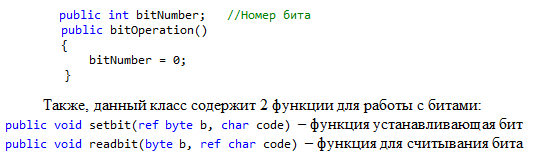 public int bitNumber;   //Номер бита
public bitOperation()
{
bitNumber = 0;
}
Также, данный класс содержит 2 функции для работы с битами:
public void setbit(ref byte b, char code) – функция устанавливающая бит
public void readbit(byte b, ref char code) – функция для считывания бита